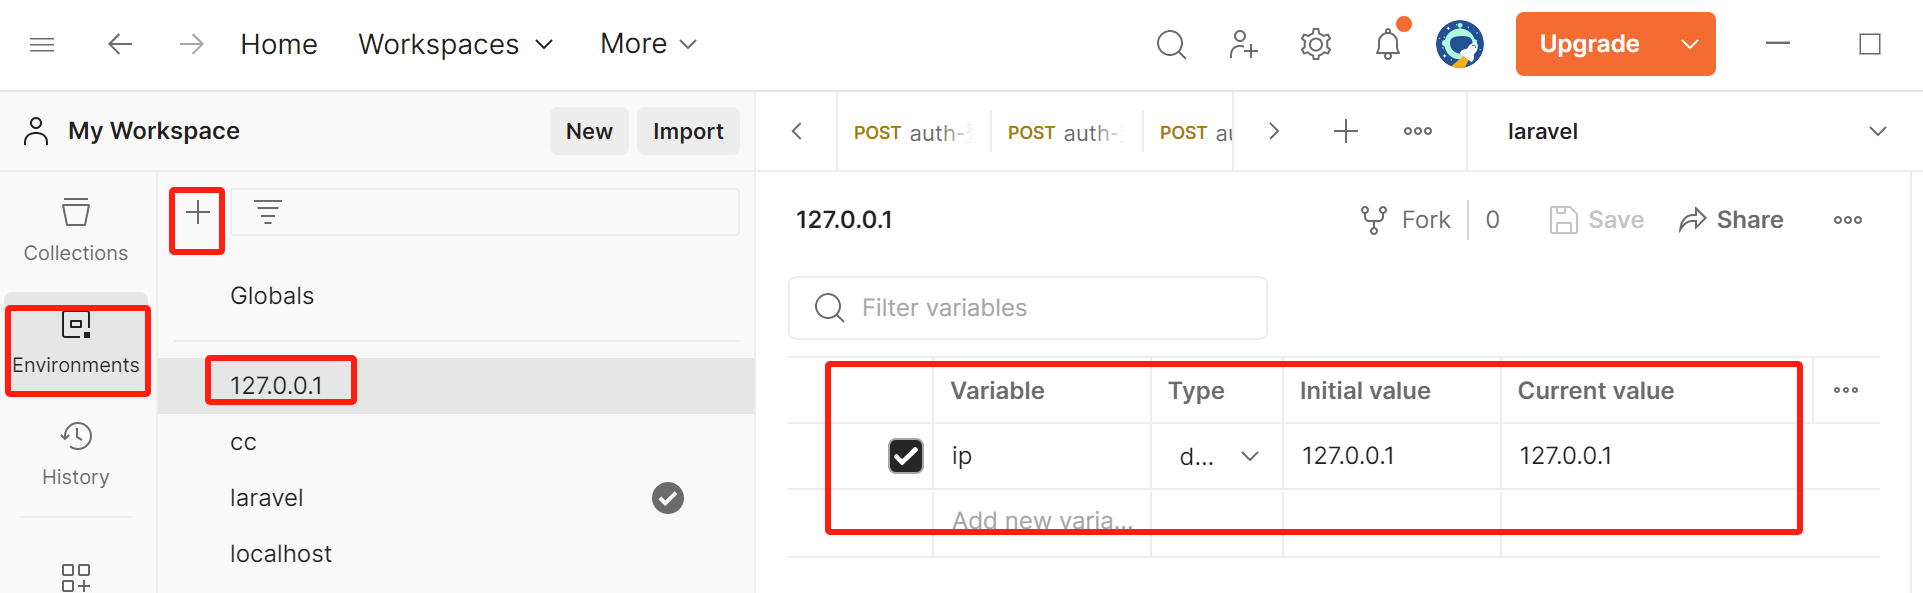 Home Workspaces More Upgrade
My Workspace New Import POST auth- POST auth- POST au laravel
Collections
Environments
History
Globals
127.0.0.1
cc
laravel
localhost
127.0.0.1 Fork 0 Save Share
Filter variables
Variable Type Initial value Current value
ip d... 127.0.0.1 127.0.0.1
Add new varia...